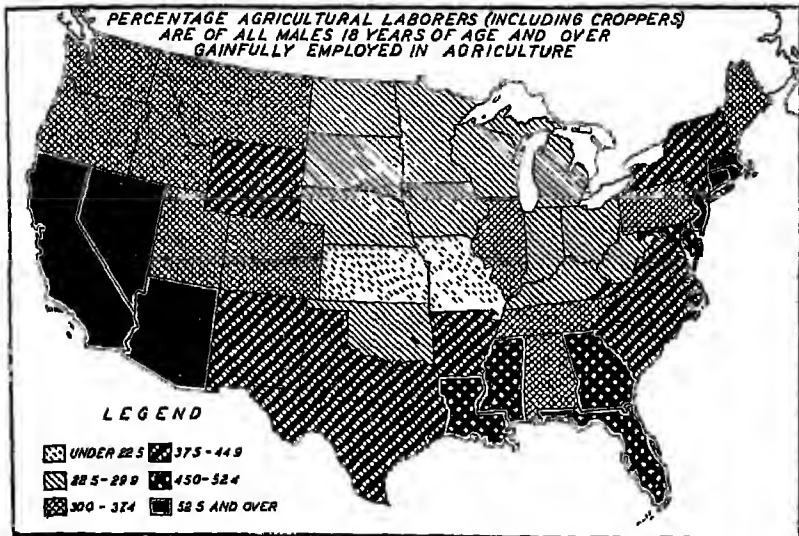 PERCENTAGE AGRICULTURAL LABORERS (INCLUDING CROPPERS)
ARE OF ALL MALES 18 YEARS OF AGE AND OVER
GAINFULLY EMPLOYED IN AGRICULTURE
LEGEND
UNDER 22.5
22.5-29.9
30.0-37.4
37.5-44.9
45.0-52.4
52.5 AND OVER